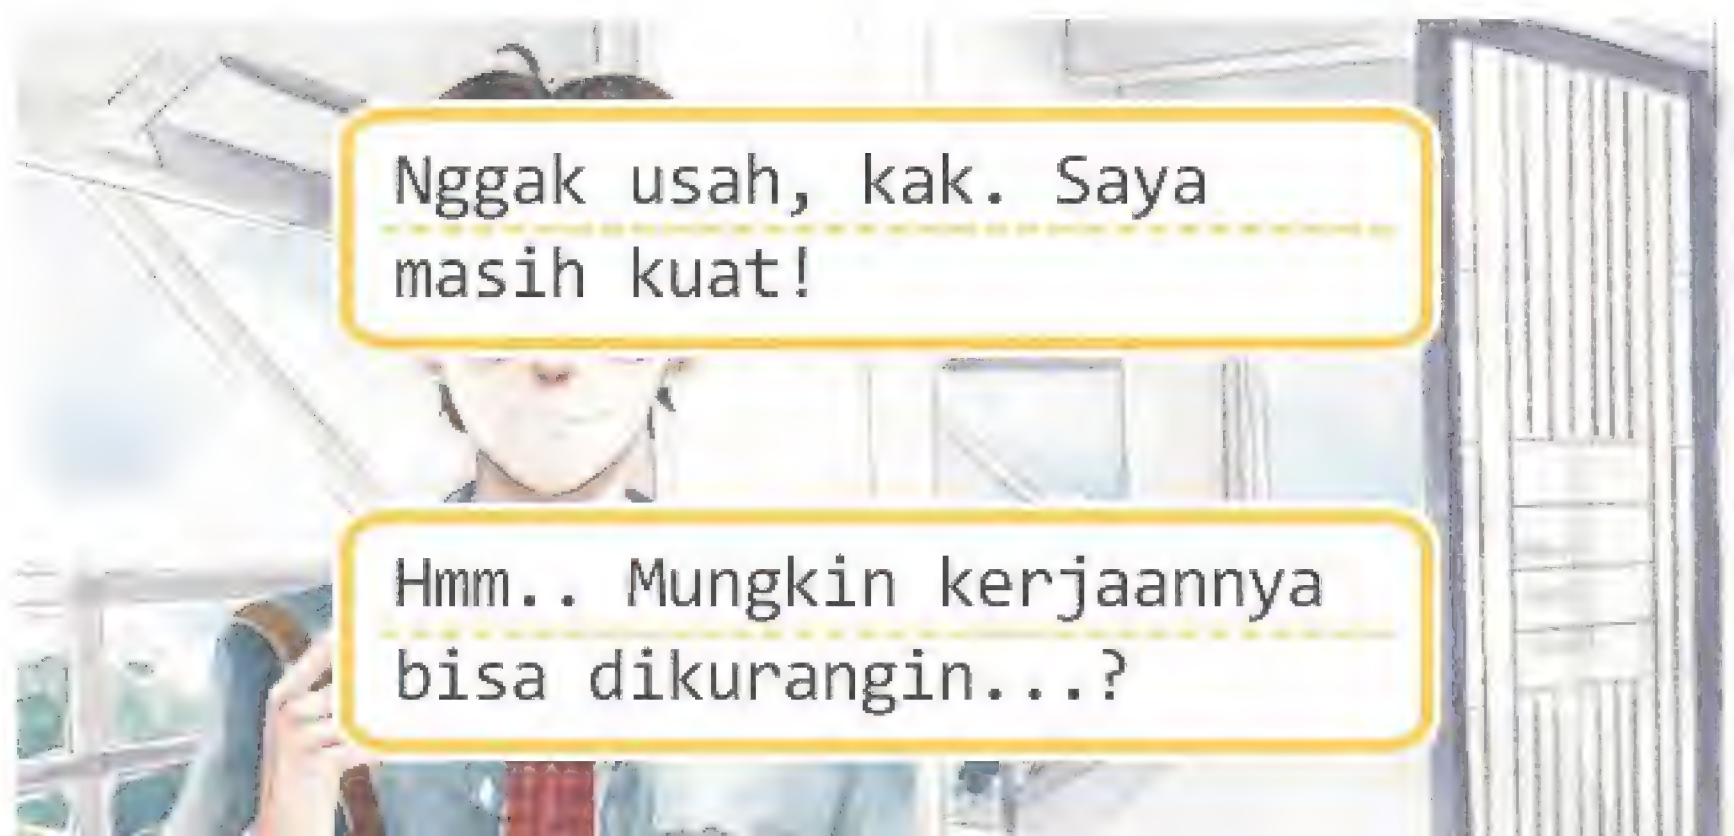 Nggak usah, kak. Saya
masih kuat!
Hmm.. Mungkin kerjaannya
bisa dikurangin...?